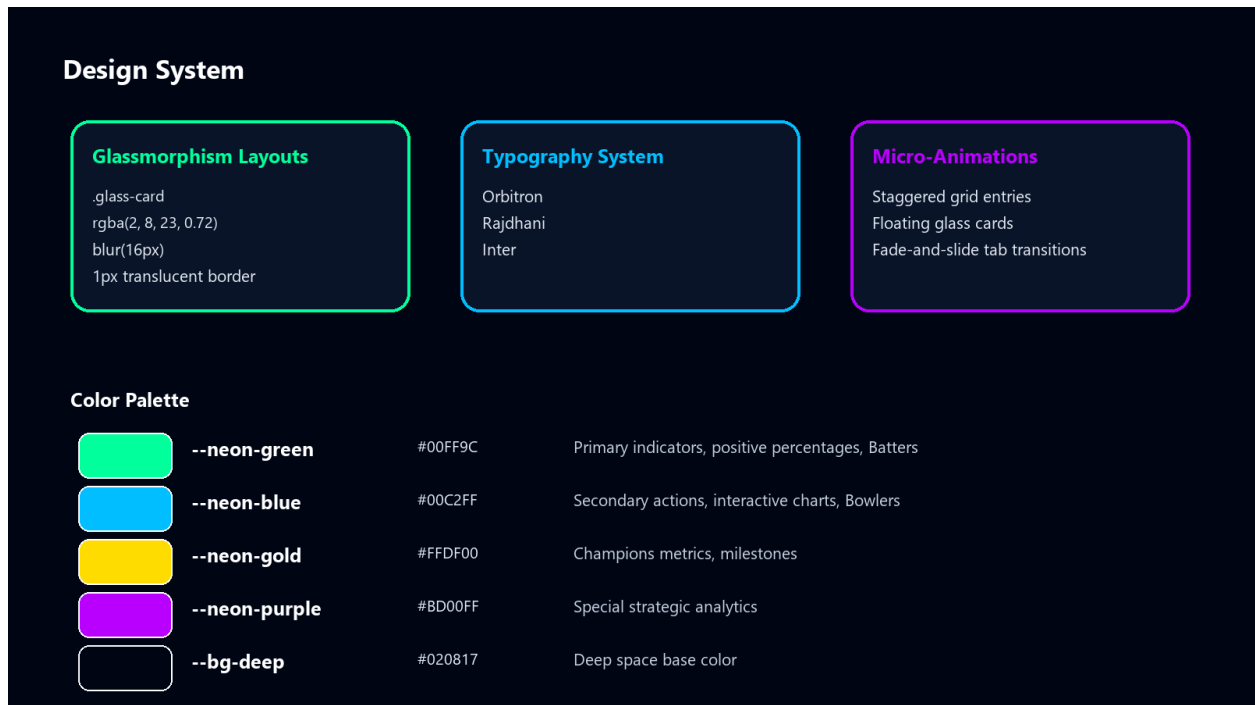 Design System
Glassmorphism Layouts
.glass-card
rgba(2, 8, 23, 0.72)
blur(16px)
1px translucent border
Typography System
Orbitron
Rajdhani
Inter
Micro-Animations
Staggered grid entries
Floating glass cards
Fade-and-slide tab transitions
Color Palette
--neon-green #00FF9C Primary indicators, positive percentages, Batters
--neon-blue #00C2FF Secondary actions, interactive charts, Bowlers
--neon-gold #FFDF00 Champions metrics, milestones
--neon-purple #BD00FF Special strategic analytics
--bg-deep #020817 Deep space base color